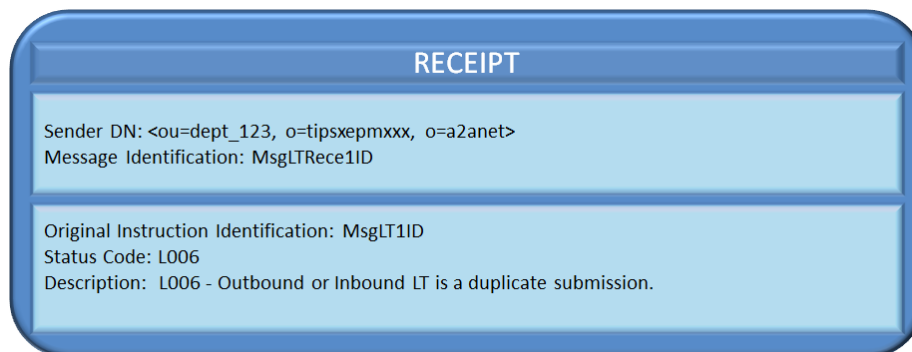 RECEIPT
Sender DN: <ou=dept_123, o=tipsxepmxxx, o=a2anet>
Message Identification: MsgLTRece1ID
Original Instruction Identification: MsgLT1ID
Status Code: L006
Description: L006 - Outbound or Inbound LT is a duplicate submission.